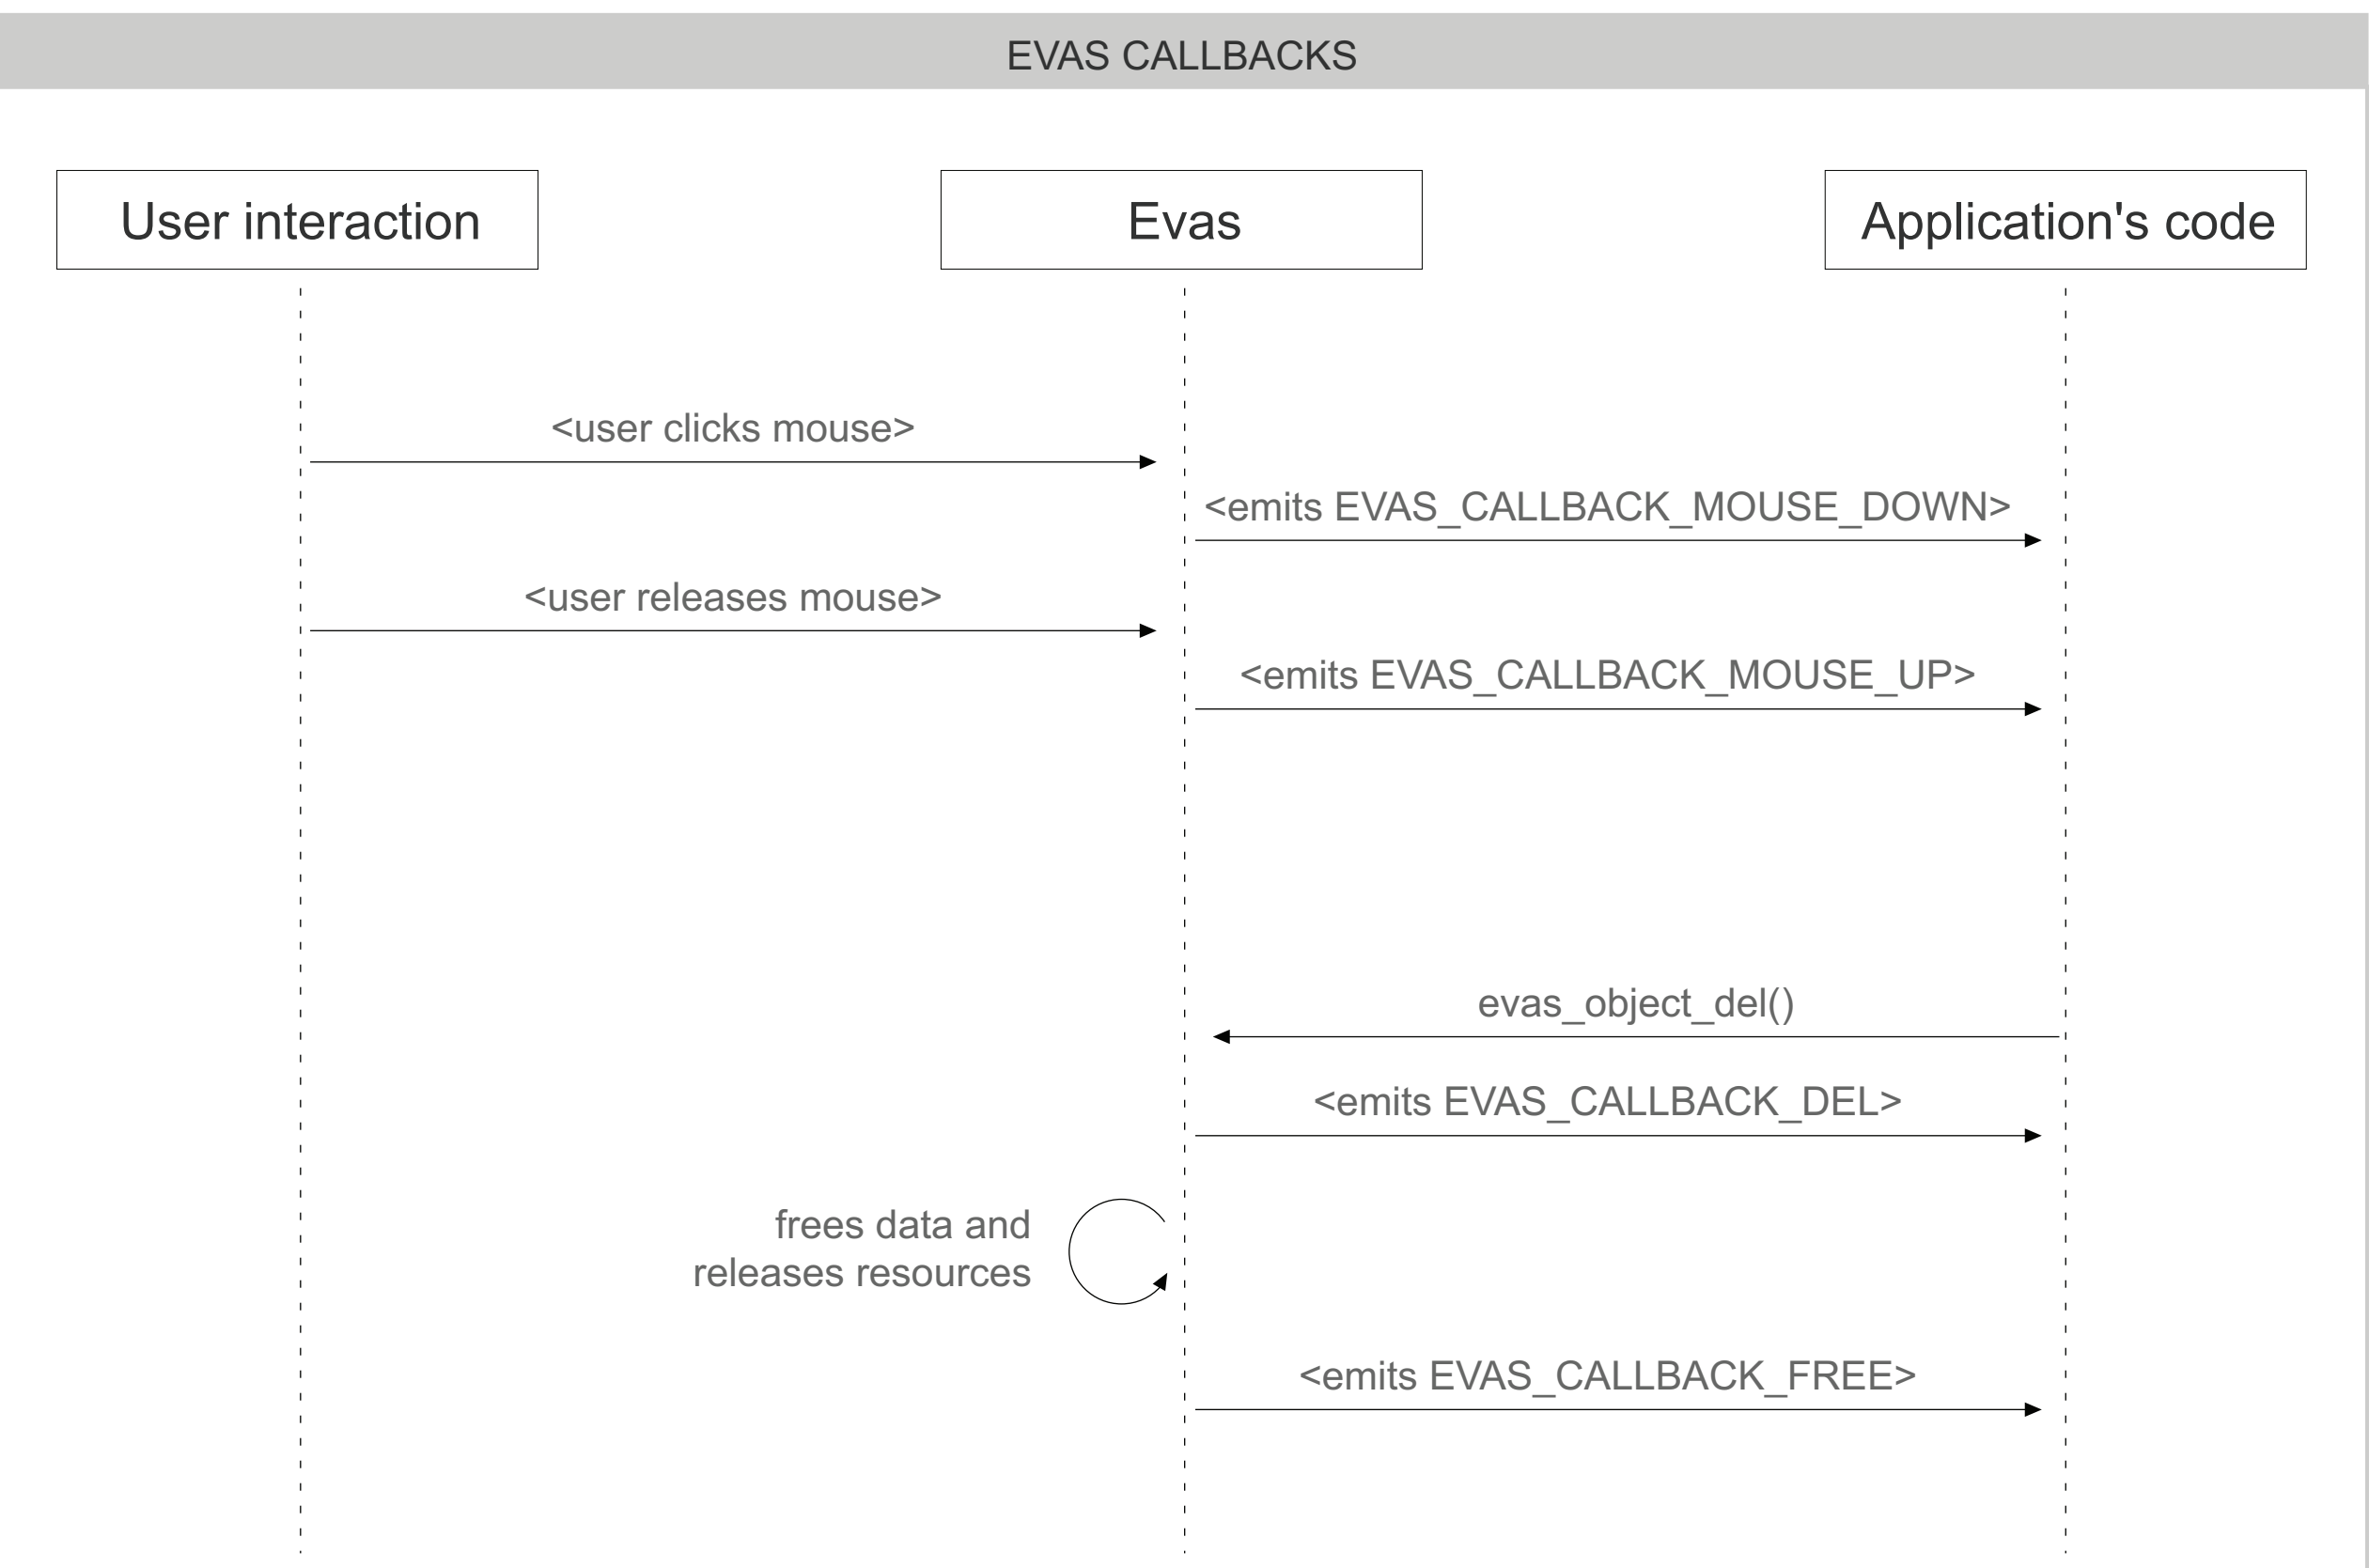 EVAS CALLBACKS
User interaction
Evas
Application's code
<user clicks mouse>
<emits EVAS_CALLBACK_MOUSE_DOWN>
<user releases mouse>
<emits EVAS_CALLBACK_MOUSE_UP>
evas_object_del()
<emits EVAS_CALLBACK_DEL>
frees data and
releases resources
<emits EVAS_CALLBACK_FREE>